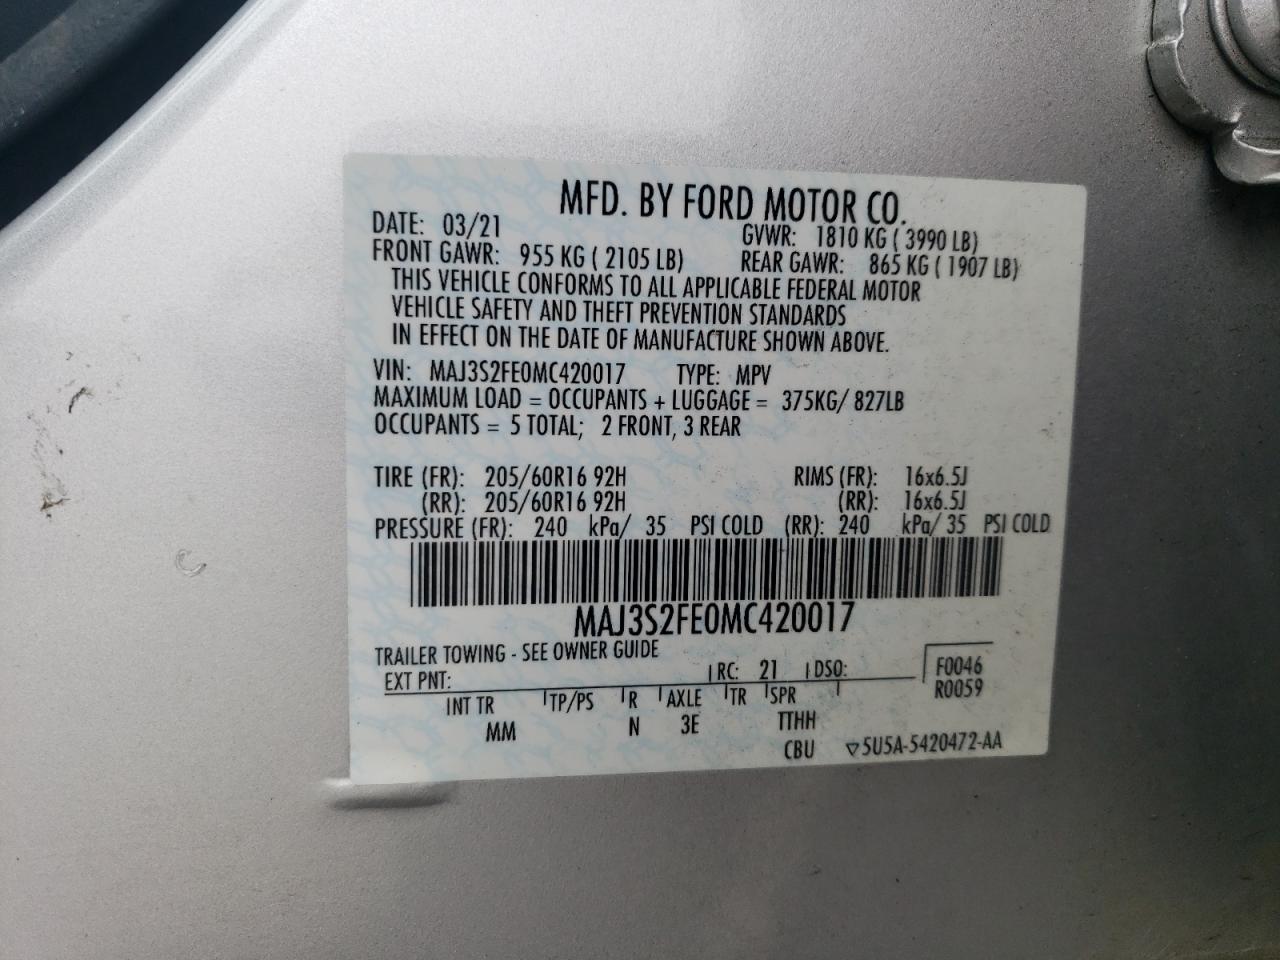 MFD. BY FORD MOTOR CO.
DATE: 03/21 GVWR: 1810 KG ( 3990 LB)
FRONT GAWR: 955 KG ( 2105 LB) REAR GAWR: 865 KG ( 1907 LB)
THIS VEHICLE CONFORMS TO ALL APPLICABLE FEDERAL MOTOR
VEHICLE SAFETY AND THEFT PREVENTION STANDARDS
IN EFFECT ON THE DATE OF MANUFACTURE SHOWN ABOVE.
VIN: MAJ3S2FE0MC420017 TYPE: MPV
MAXIMUM LOAD = OCCUPANTS + LUGGAGE = 375KG/ 827LB
OCCUPANTS = 5 TOTAL; 2 FRONT, 3 REAR
TIRE (FR): 205/60R16 92H RIMS (FR): 16x6.5J
(RR): 205/60R16 92H (RR): 16x6.5J
PRESSURE (FR): 240 kPa/ 35 PSI COLD (RR): 240 kPa/ 35 PSI COLD
MAJ3S2FE0MC420017
TRAILER TOWING - SEE OWNER GUIDE
EXT PNT: RC: 21 DSO: F0046
R0059
INT TR TP/PS R AXLE TR SPR
MM N 3E TTHH
CBU ▽5U5A-5420472-AA